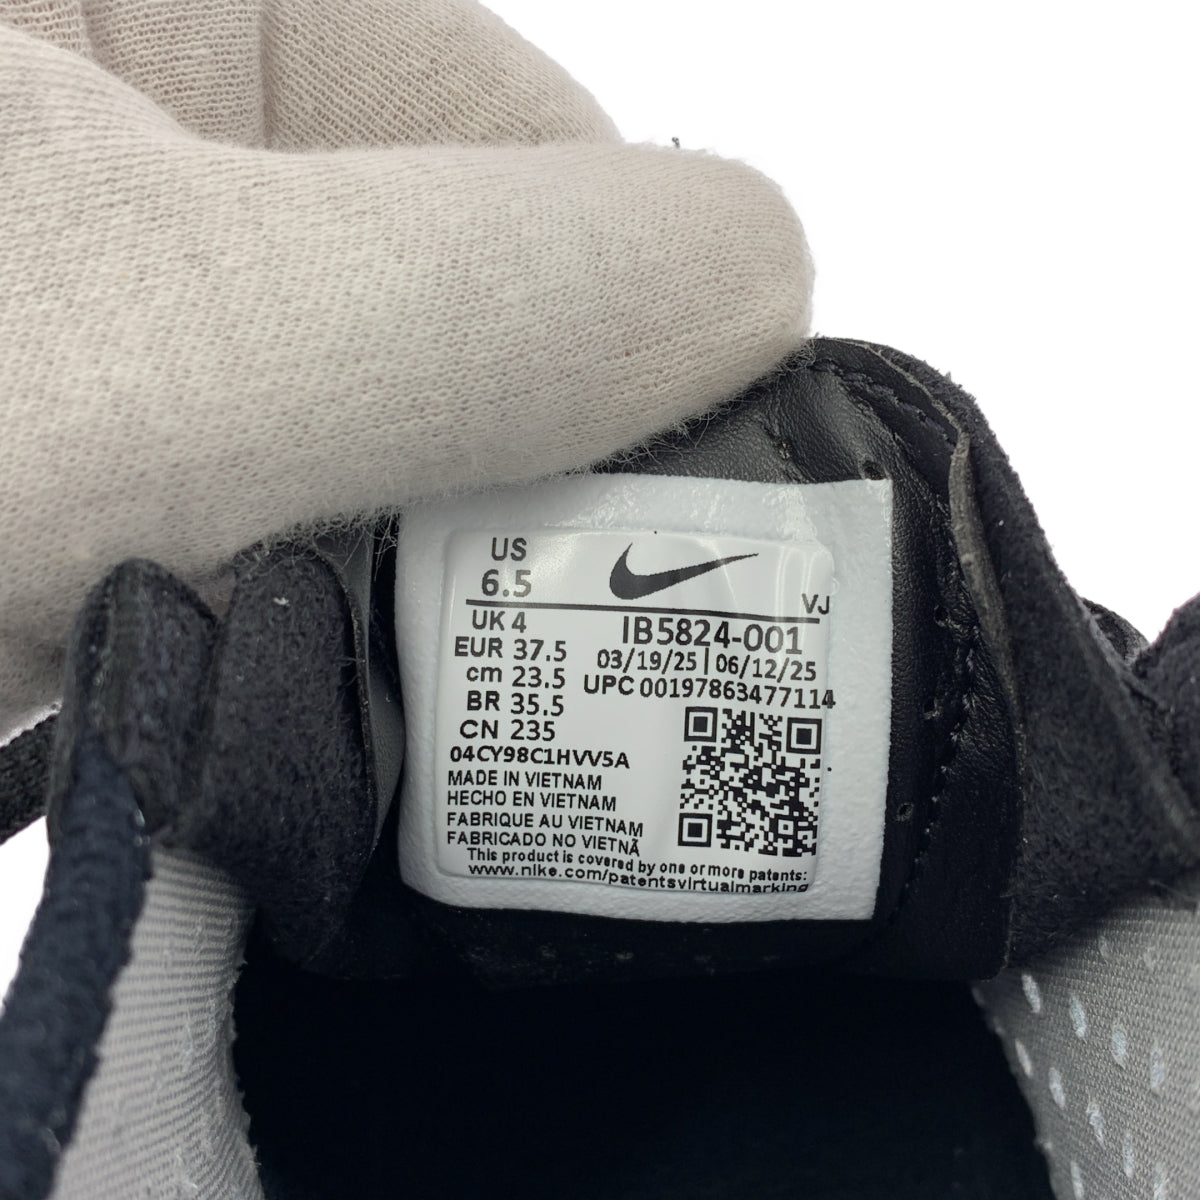 US
6.5
VJ
UK 4
IB5824-001
EUR 37.5
03/19/25 | 06/12/25
cm 23.5
UPC 00197863477114
BR 35.5
CN 235
04CY98C1HVV5A
MADE IN VIETNAM
HECHO EN VIETNAM
FABRIQUE AU VIETNAM
FABRICADO NO VIETNÃ
This product is covered by one or more patents:
www.nike.com/patentsvirtualmarking